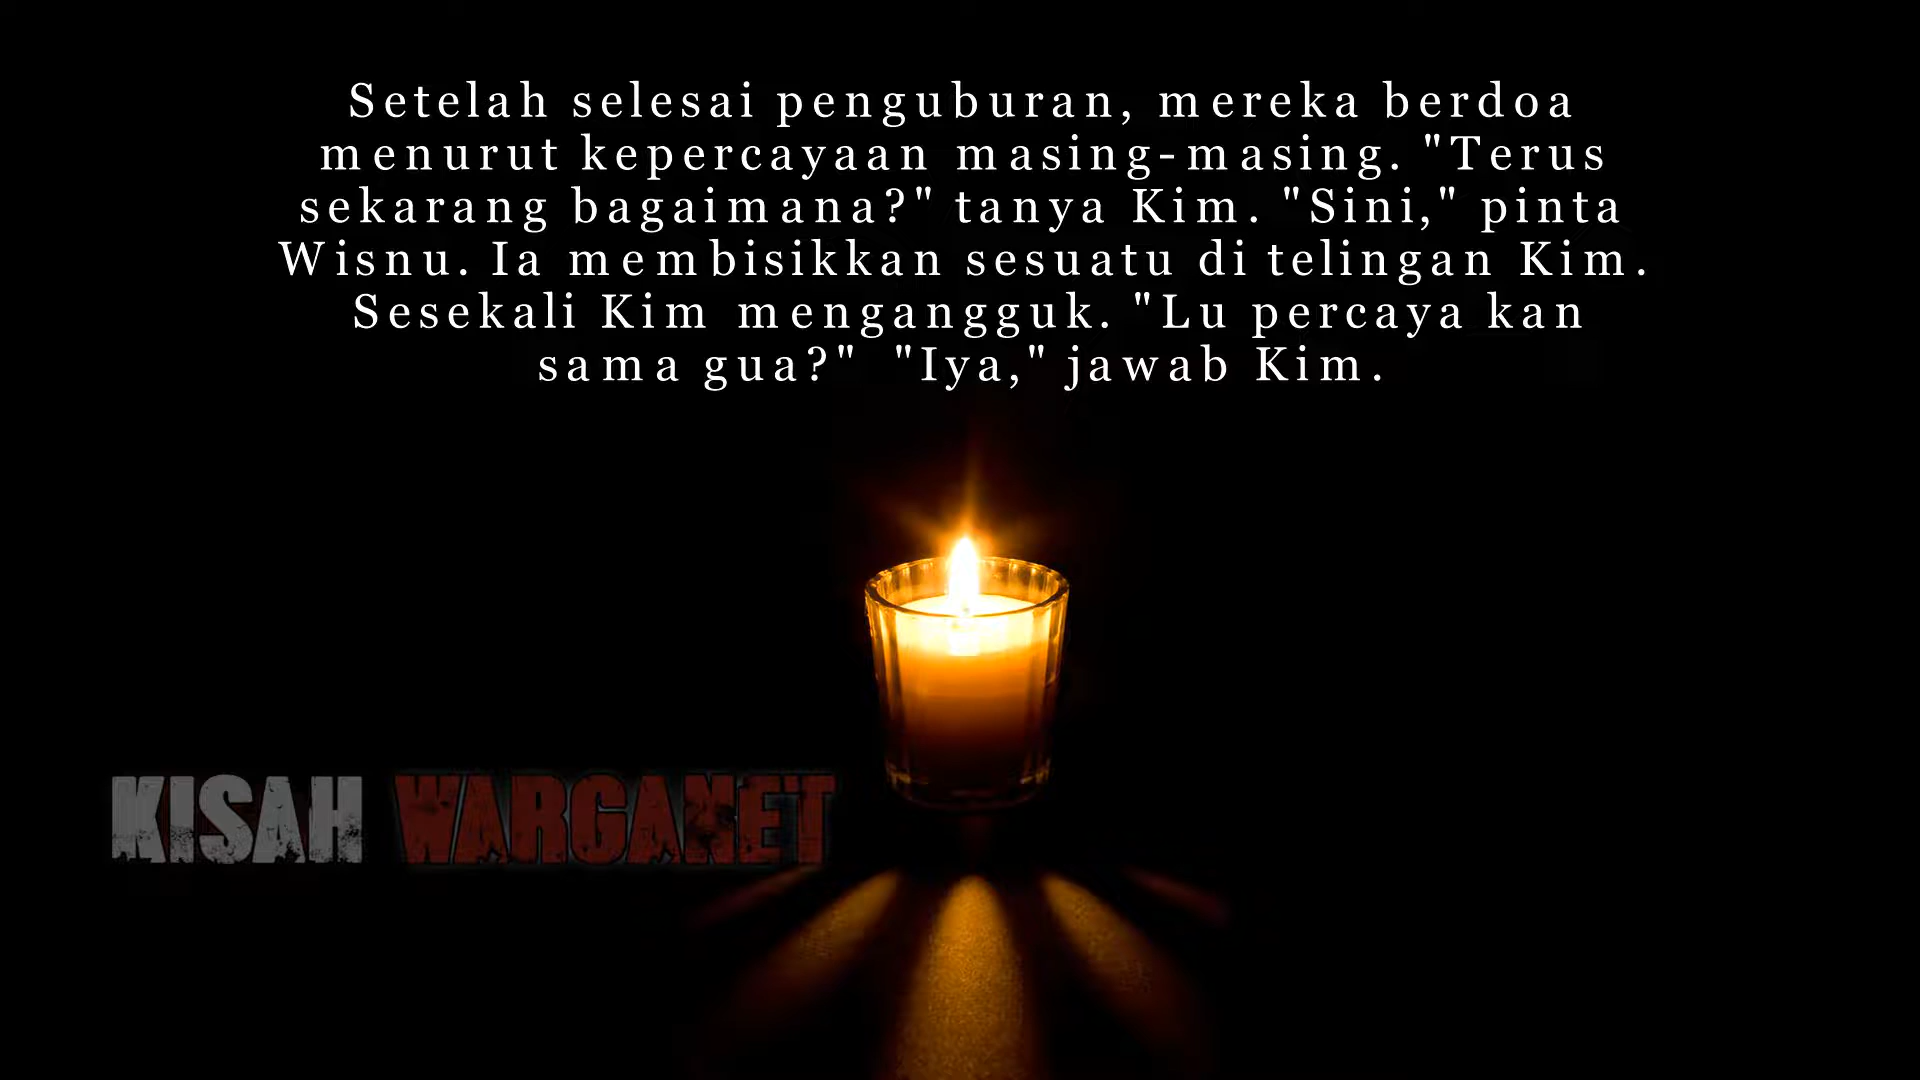 Setelah selesai penguburan, mereka berdoa
menurut kepercayaan masing-masing. "Terus
sekarang bagaimana?" tanya Kim. "Sini," pinta
Wisnu. Ia membisikkan sesuatu di telingan Kim.
Sesekali Kim mengangguk. "Lu percaya kan
sama gua?" "Iya," jawab Kim.
KISAH WARGANET